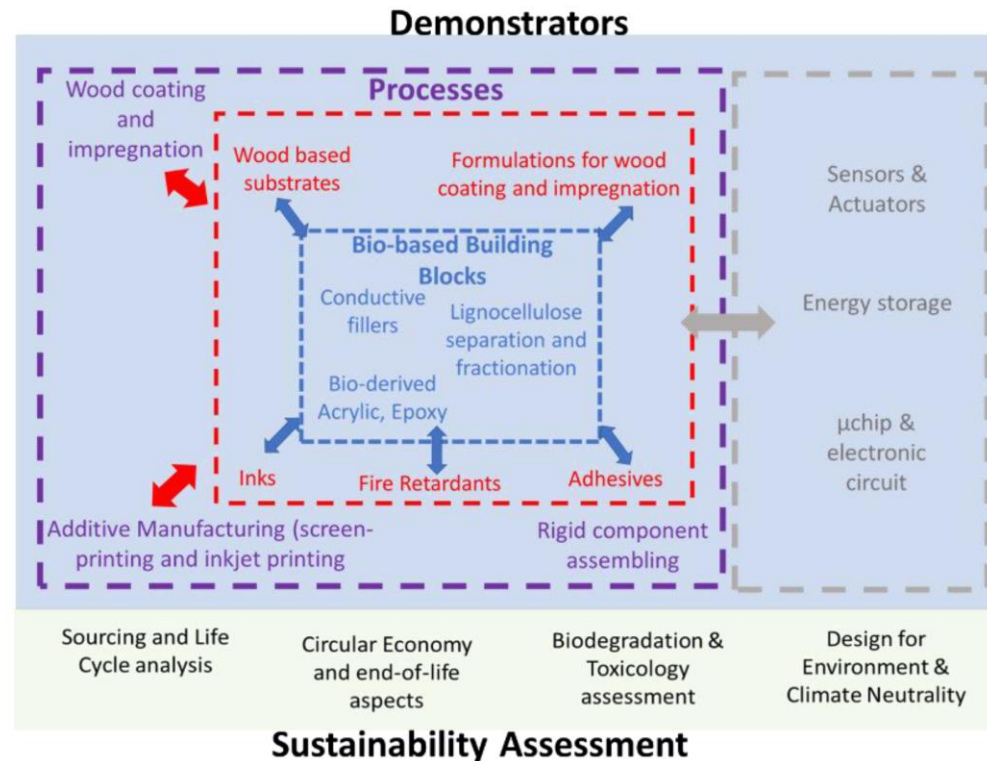 Demonstrators
Processes
Wood coating
and
impregnation
Wood based
substrates
Formulations for wood
coating and impregnation
Bio-based Building
Blocks
Conductive
fillers
Lignocellulose
separation and
fractionation
Bio-derived
Acrylic, Epoxy
Inks
Fire Retardants
Adhesives
Additive Manufacturing (screen-
printing and inkjet printing
Rigid component
assembling
Sensors &
Actuators
Energy storage
µchip &
electronic
circuit
Sourcing and Life
Cycle analysis
Circular Economy
and end-of-life
aspects
Biodegradation &
Toxicology
assessment
Design for
Environment &
Climate Neutrality
Sustainability Assessment